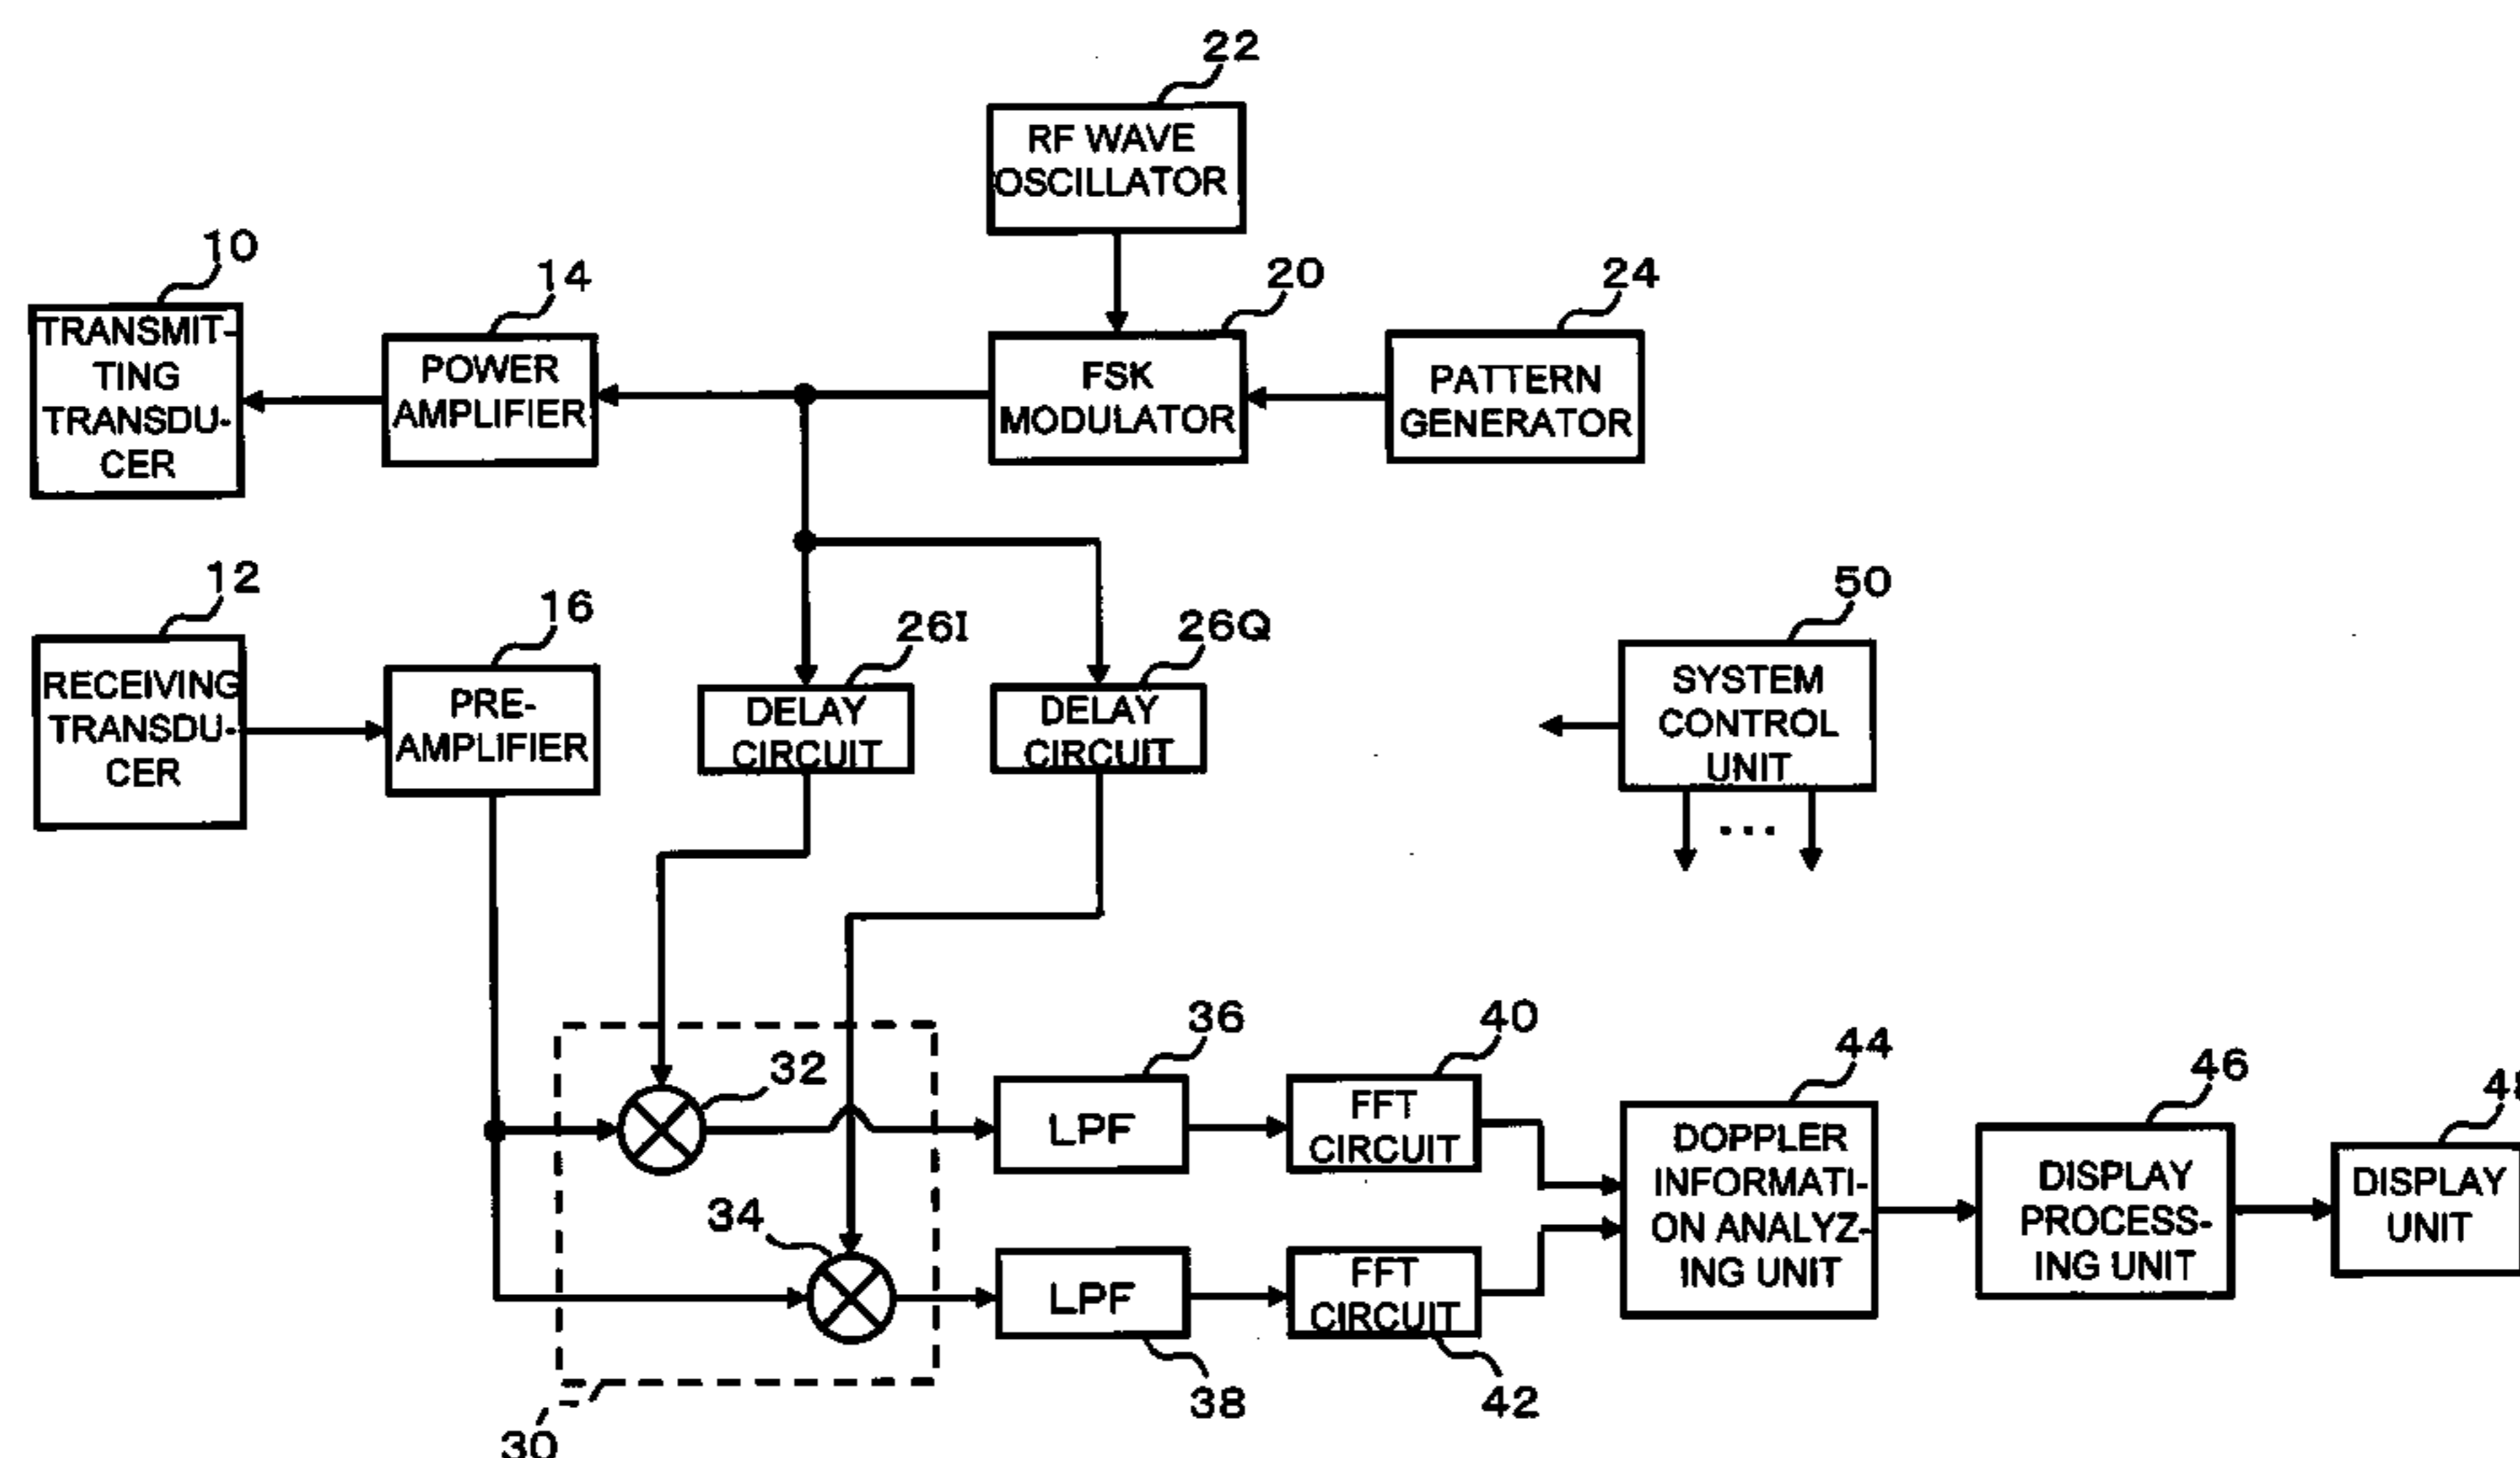 22
RF WAVE
OSCILLATOR
10
14
20
24
TRANSMIT-
TING
TRANSDU-
CER
POWER
AMPLIFIER
FSK
MODULATOR
PATTERN
GENERATOR
12
16
26I
26Q
50
RECEIVING
TRANSDU-
CER
PRE-
AMPLIFIER
DELAY
CIRCUIT
DELAY
CIRCUIT
SYSTEM
CONTROL
UNIT
...
32
36
40
44
46
LPF
FFT
CIRCUIT
DOPPLER
INFORMATI-
ON ANALYZ-
ING UNIT
DISPLAY
PROCESS-
ING UNIT
DISPLAY
UNIT
34
LPF
FFT
CIRCUIT
38
42
30